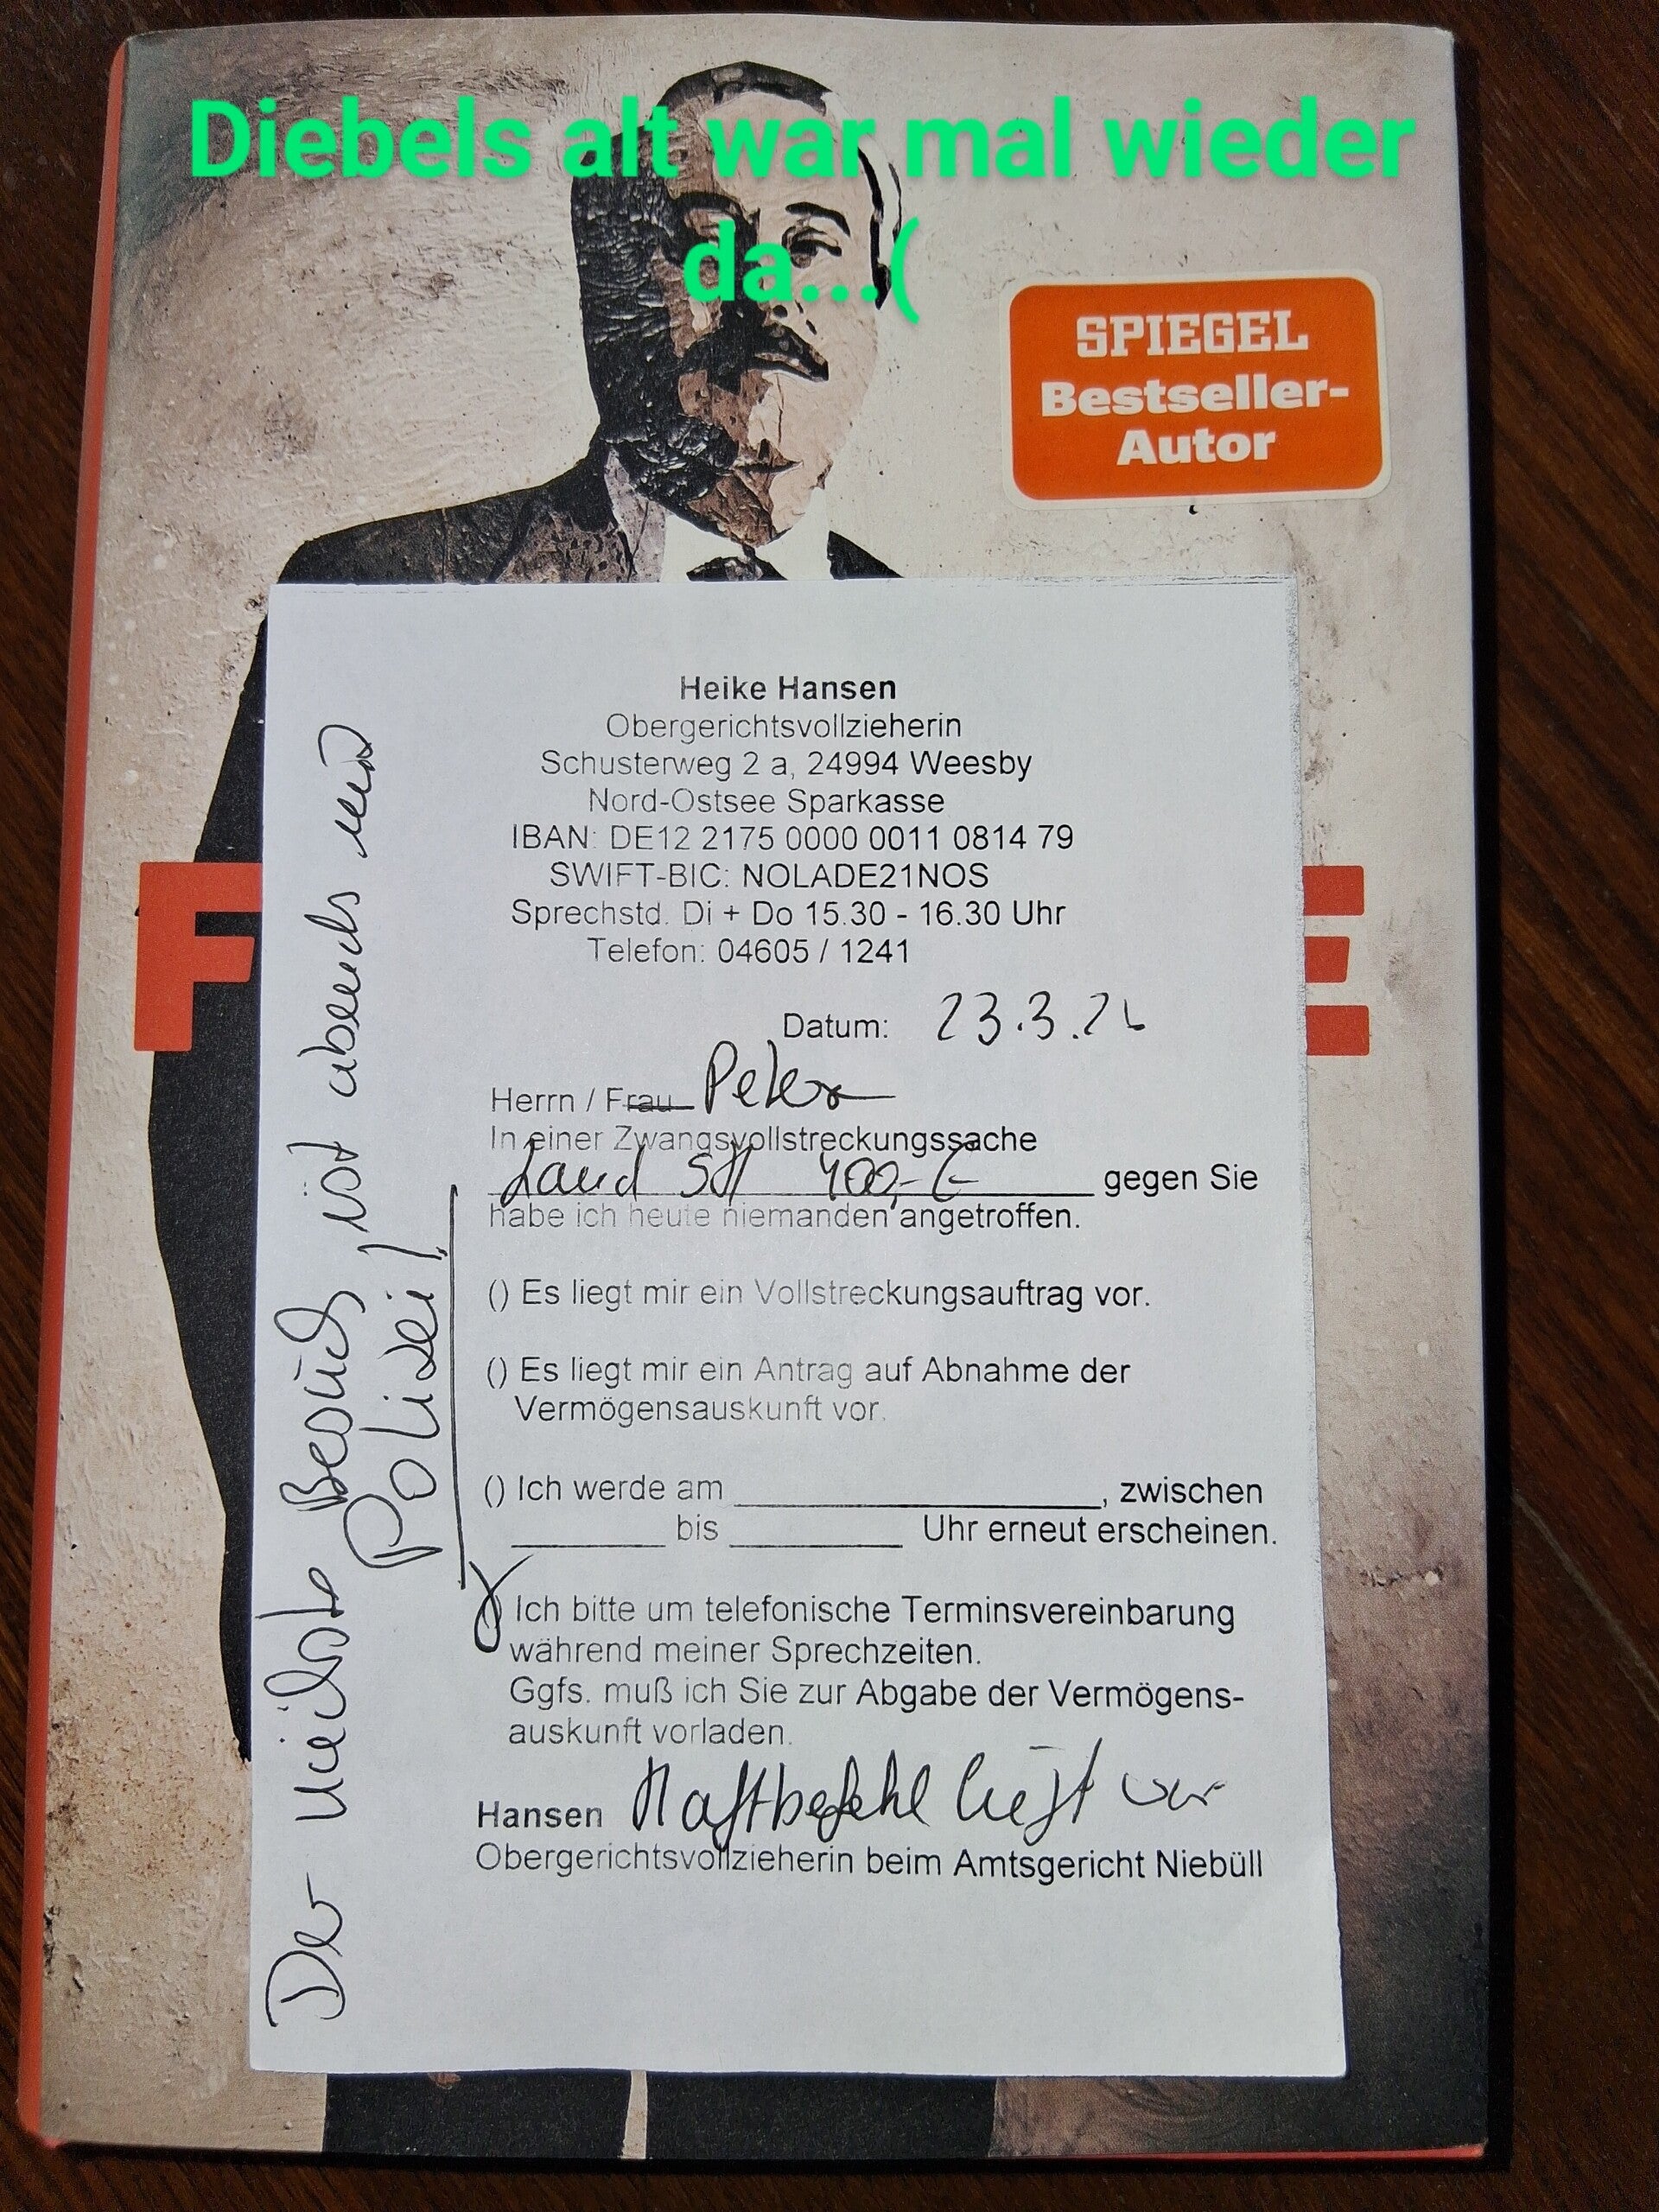 Diebels alt war mal wieder
da...(
SPIEGEL
Bestseller-
Autor
F
E
Heike Hansen
Obergerichtsvollzieherin
Schusterweg 2 a, 24994 Weesby
Nord-Ostsee Sparkasse
IBAN: DE12 2175 0000 0011 0814 79
SWIFT-BIC: NOLADE21NOS
Sprechstd. Di + Do 15.30 - 16.30 Uhr
Telefon: 04605 / 1241
Datum: 23.3.26
Herrn / Frau Peter
In einer Zwangsvollstreckungssache
Land SH 400,- € gegen Sie
habe ich heute niemanden angetroffen.
() Es liegt mir ein Vollstreckungsauftrag vor.
() Es liegt mir ein Antrag auf Abnahme der
Vermögensauskunft vor.
() Ich werde am , zwischen
bis Uhr erneut erscheinen.
() Ich bitte um telefonische Terminsvereinbarung
während meiner Sprechzeiten.
Ggfs. muß ich Sie zur Abgabe der Vermögens-
auskunft vorladen.
Hansen Haftbefehl liegt vor
Obergerichtsvollzieherin beim Amtsgericht Niebüll
Der nächste Besuch ist abends mit
Polizei!